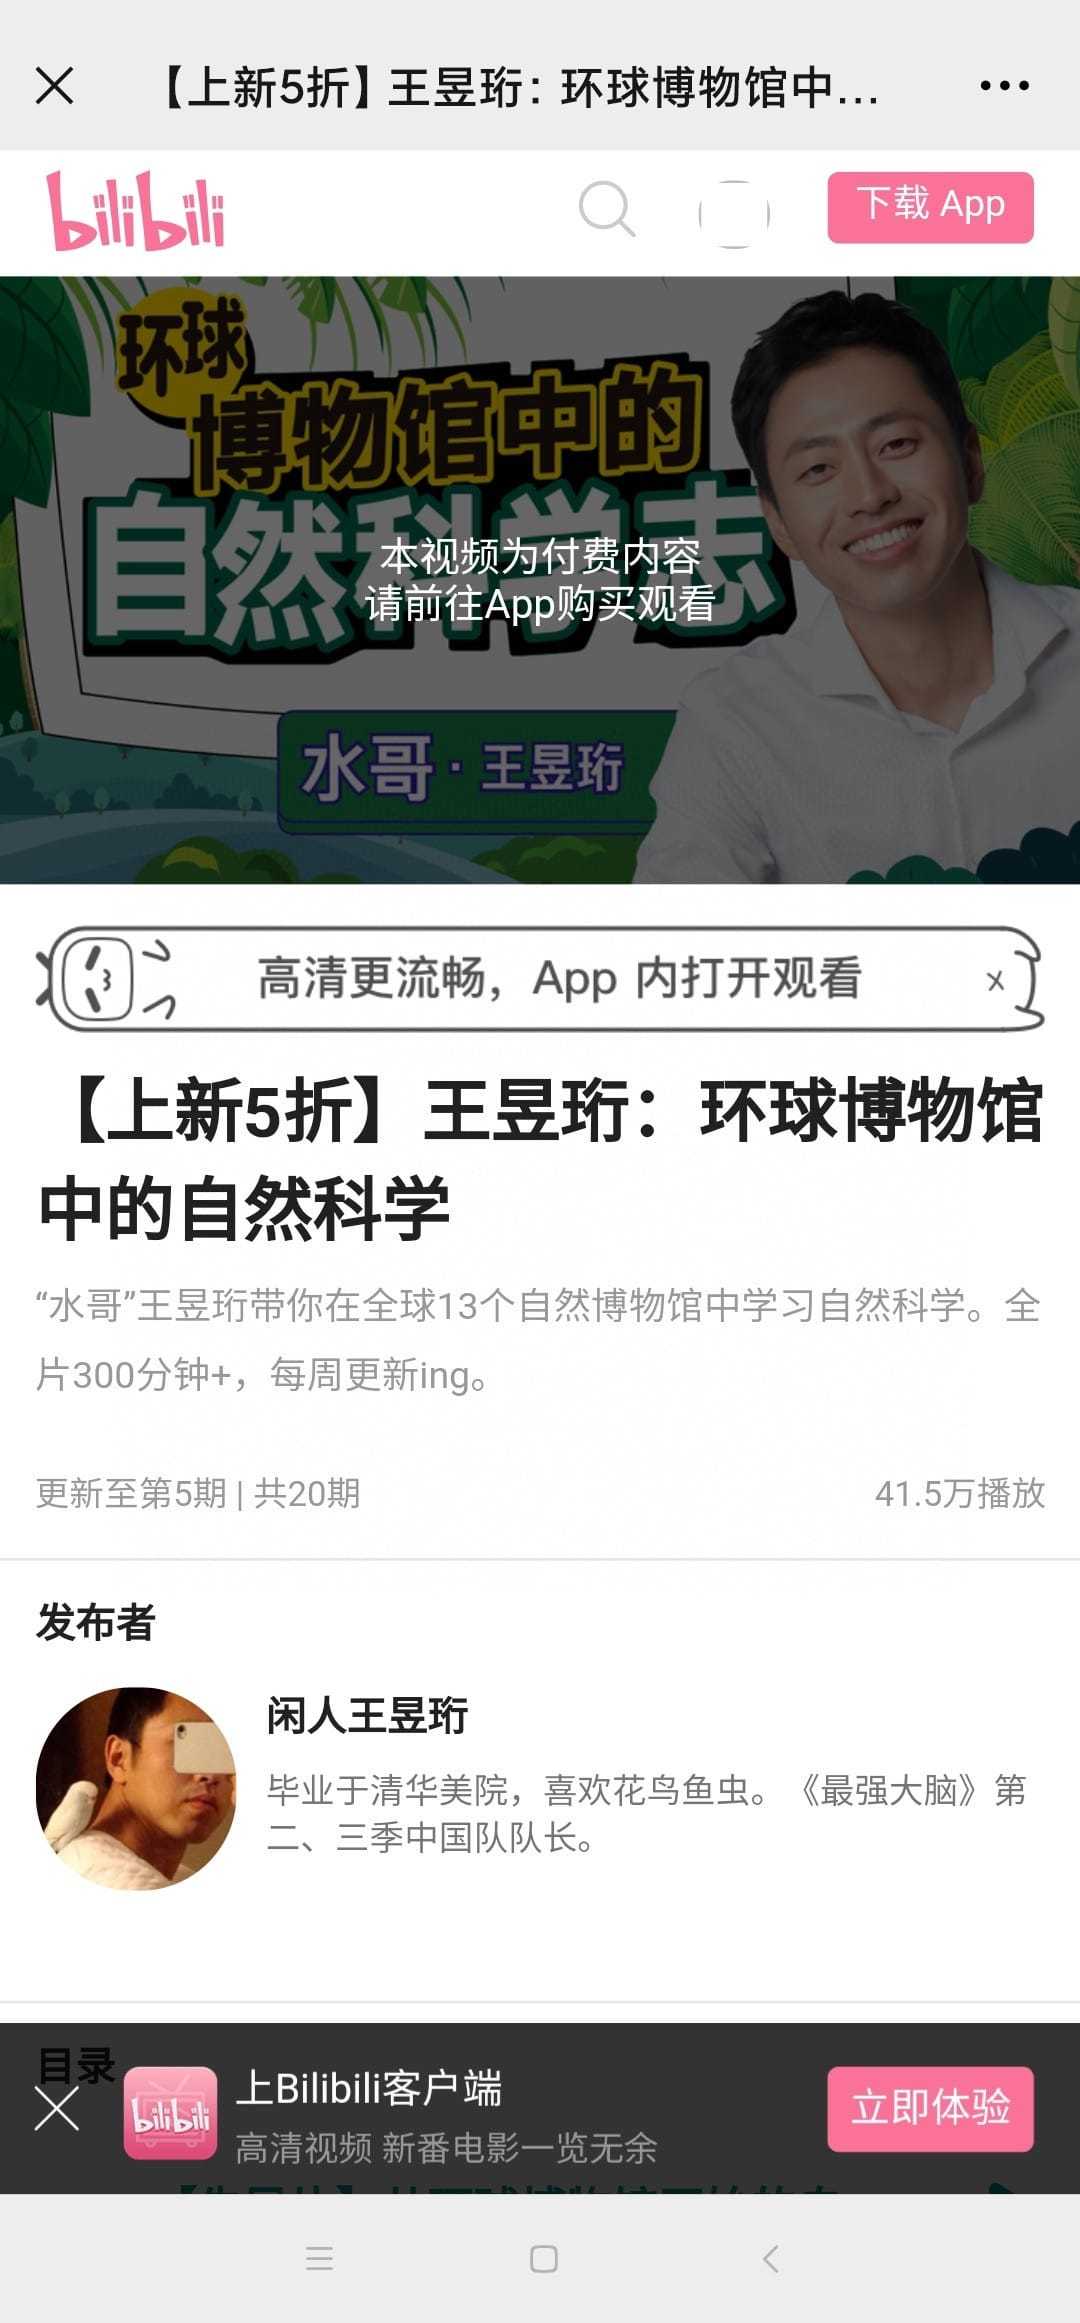 【上新5折】王昱珩：环球博物馆中...
bilibili
下载 App
环球
博物馆中的
自然科学志
本视频为付费内容
请前往App购买观看
水哥·王昱珩
高清更流畅，App 内打开观看
x
【上新5折】王昱珩：环球博物馆
中的自然科学
“水哥”王昱珩带你在全球13个自然博物馆中学习自然科学。全
片300分钟+，每周更新ing。
更新至第5期 | 共20期
41.5万播放
发布者
闲人王昱珩
毕业于清华美院，喜欢花鸟鱼虫。《最强大脑》第
二、三季中国队队长。
目录
bilibili
上Bilibili客户端
高清视频 新番电影一览无余
立即体验